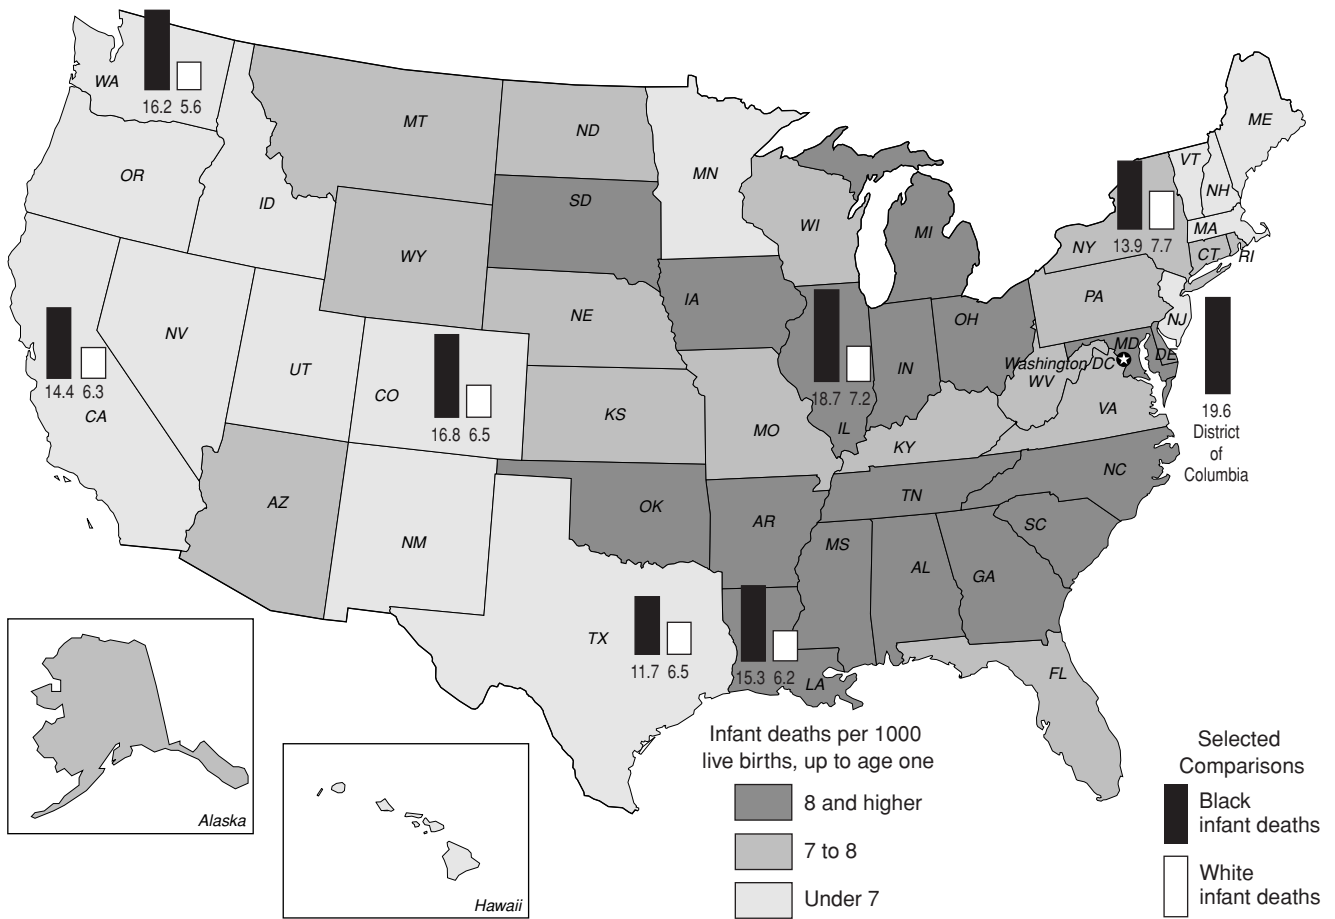 WA
16.2 5.6
MT
ND
MN
ME
OR
ID
SD
WI
MI
VT
NH
MA
NY
13.9 7.7
CT
RI
WY
IA
NE
PA
NJ
OH
NV
UT
CO
14.4 6.3
CA
16.8 6.5
KS
MO
18.7 7.2
IL
IN
MD
DE
Washington DC
WV
VA
KY
19.6
District
of
Columbia
AZ
NM
OK
AR
TN
NC
SC
MS
AL
GA
TX
11.7 6.5
15.3 6.2
LA
FL
Alaska
Hawaii
Infant deaths per 1000
live births, up to age one
8 and higher
7 to 8
Under 7
Selected
Comparisons
Black
infant deaths
White
infant deaths